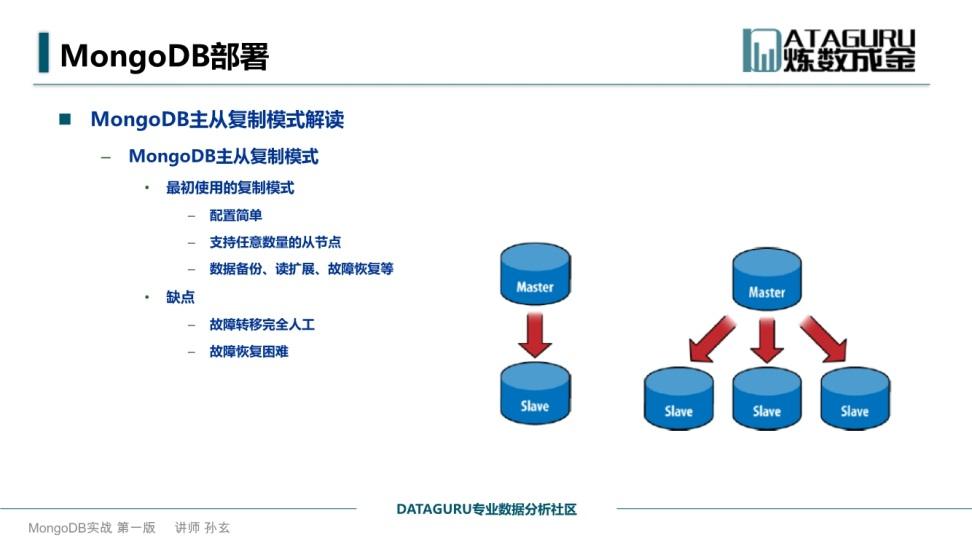 MongoDB部署
DATAGURU
炼数成金
■ MongoDB主从复制模式解读
– MongoDB主从复制模式
• 最初使用的复制模式
– 配置简单
– 支持任意数量的从节点
– 数据备份、读扩展、故障恢复等
• 缺点
– 故障转移完全人工
– 故障恢复困难
Master
Slave
Master
Slave Slave Slave
DATAGURU专业数据分析社区
MongoDB实战 第一版 讲师 孙玄